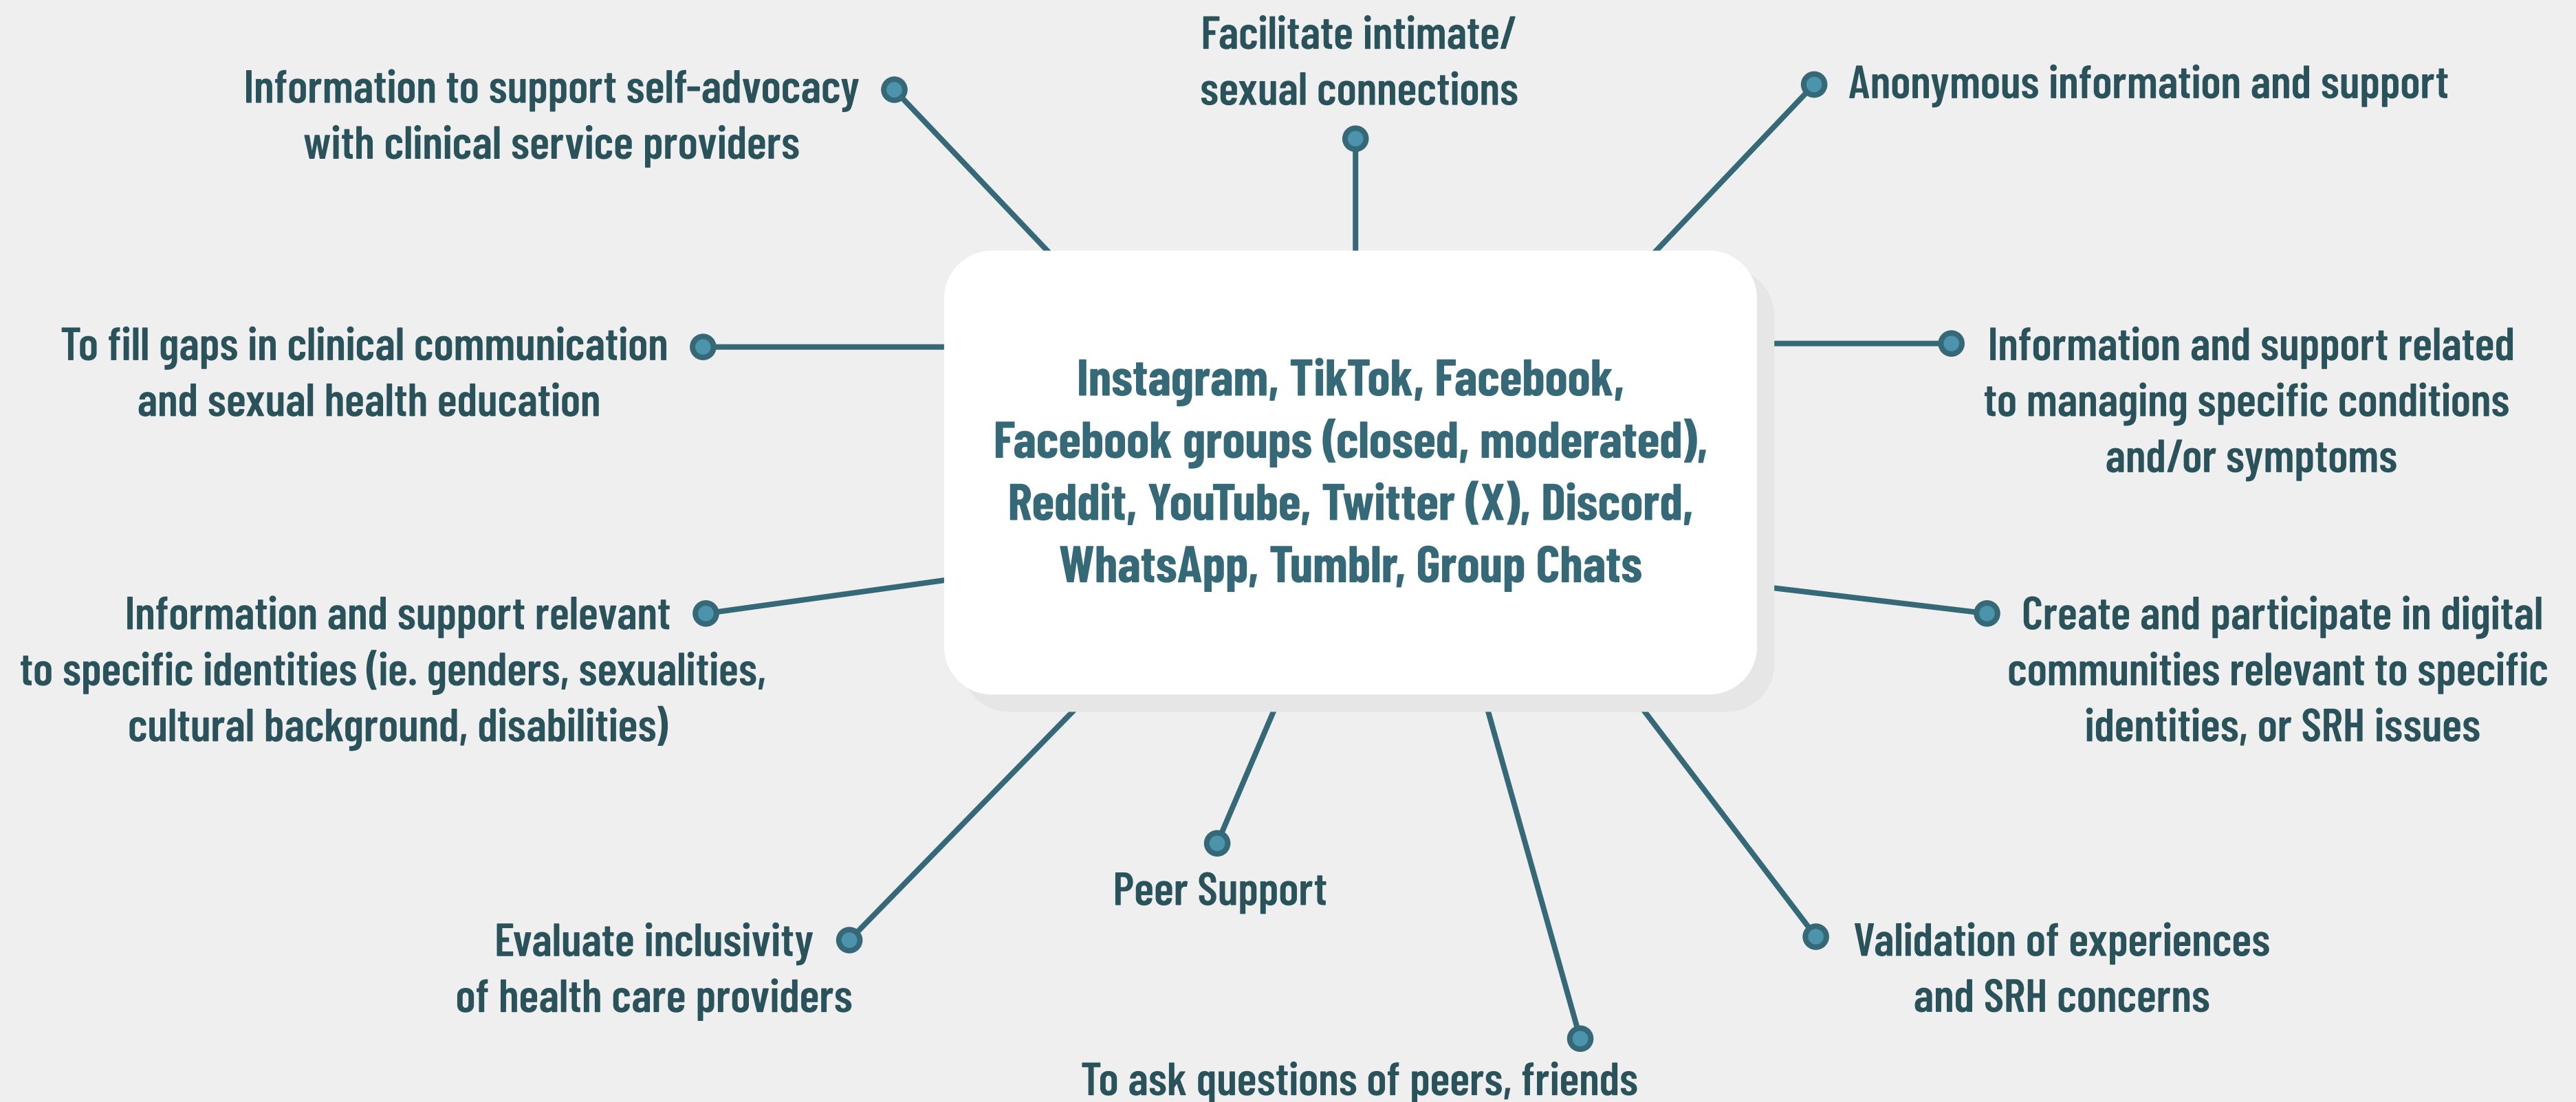 Facilitate intimate/
sexual connections
Information to support self-advocacy
with clinical service providers
Anonymous information and support
To fill gaps in clinical communication
and sexual health education
Instagram, TikTok, Facebook,
Facebook groups (closed, moderated),
Reddit, YouTube, Twitter (X), Discord,
WhatsApp, Tumblr, Group Chats
Information and support related
to managing specific conditions
and/or symptoms
Information and support relevant
to specific identities (ie. genders, sexualities,
cultural background, disabilities)
Create and participate in digital
communities relevant to specific
identities, or SRH issues
Peer Support
Evaluate inclusivity
of health care providers
Validation of experiences
and SRH concerns
To ask questions of peers, friends